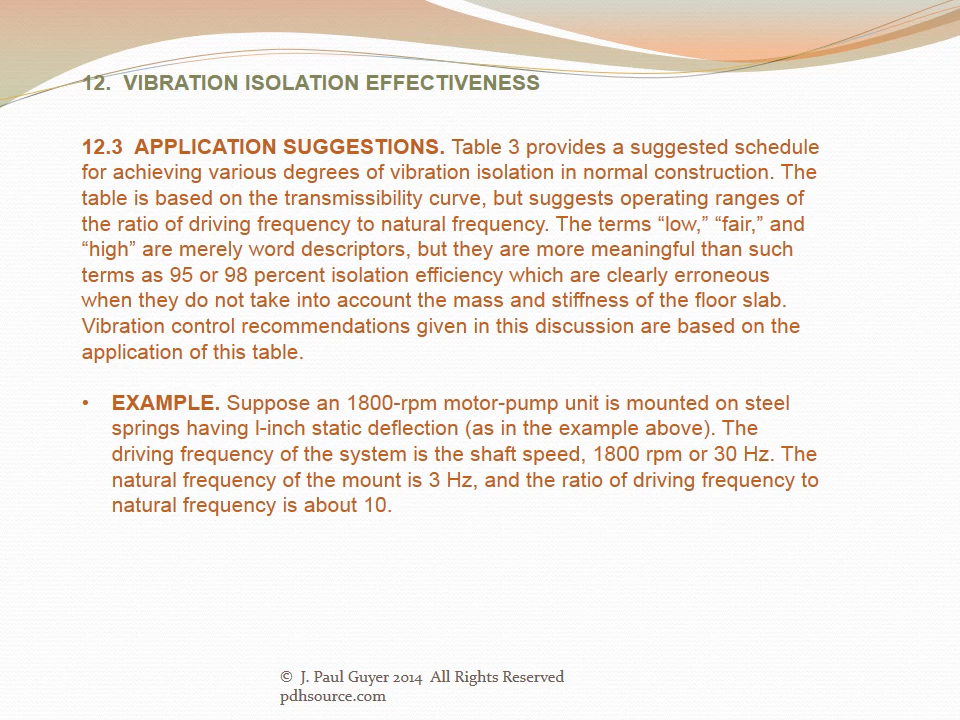 12.  VIBRATION ISOLATION EFFECTIVENESS
12.3  APPLICATION SUGGESTIONS. Table 3 provides a suggested schedule
for achieving various degrees of vibration isolation in normal construction. The
table is based on the transmissibility curve, but suggests operating ranges of
the ratio of driving frequency to natural frequency. The terms “low,” “fair,” and
“high” are merely word descriptors, but they are more meaningful than such
terms as 95 or 98 percent isolation efficiency which are clearly erroneous
when they do not take into account the mass and stiffness of the floor slab.
Vibration control recommendations given in this discussion are based on the
application of this table.
• EXAMPLE. Suppose an 1800-rpm motor-pump unit is mounted on steel
springs having l-inch static deflection (as in the example above). The
driving frequency of the system is the shaft speed, 1800 rpm or 30 Hz. The
natural frequency of the mount is 3 Hz, and the ratio of driving frequency to
natural frequency is about 10.
© J. Paul Guyer 2014  All Rights Reserved
pdhsource.com